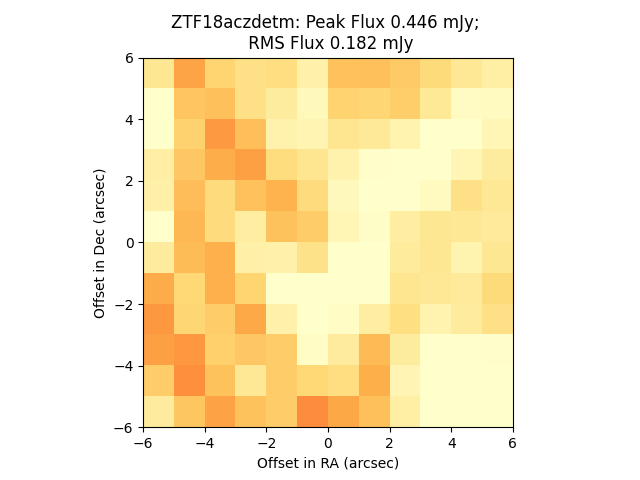 ZTF18aczdetm: Peak Flux 0.446 mJy;
RMS Flux 0.182 mJy
6
4
2
0
−2
−4
−6
Offset in Dec (arcsec)
−6 −4 −2 0 2 4 6
Offset in RA (arcsec)